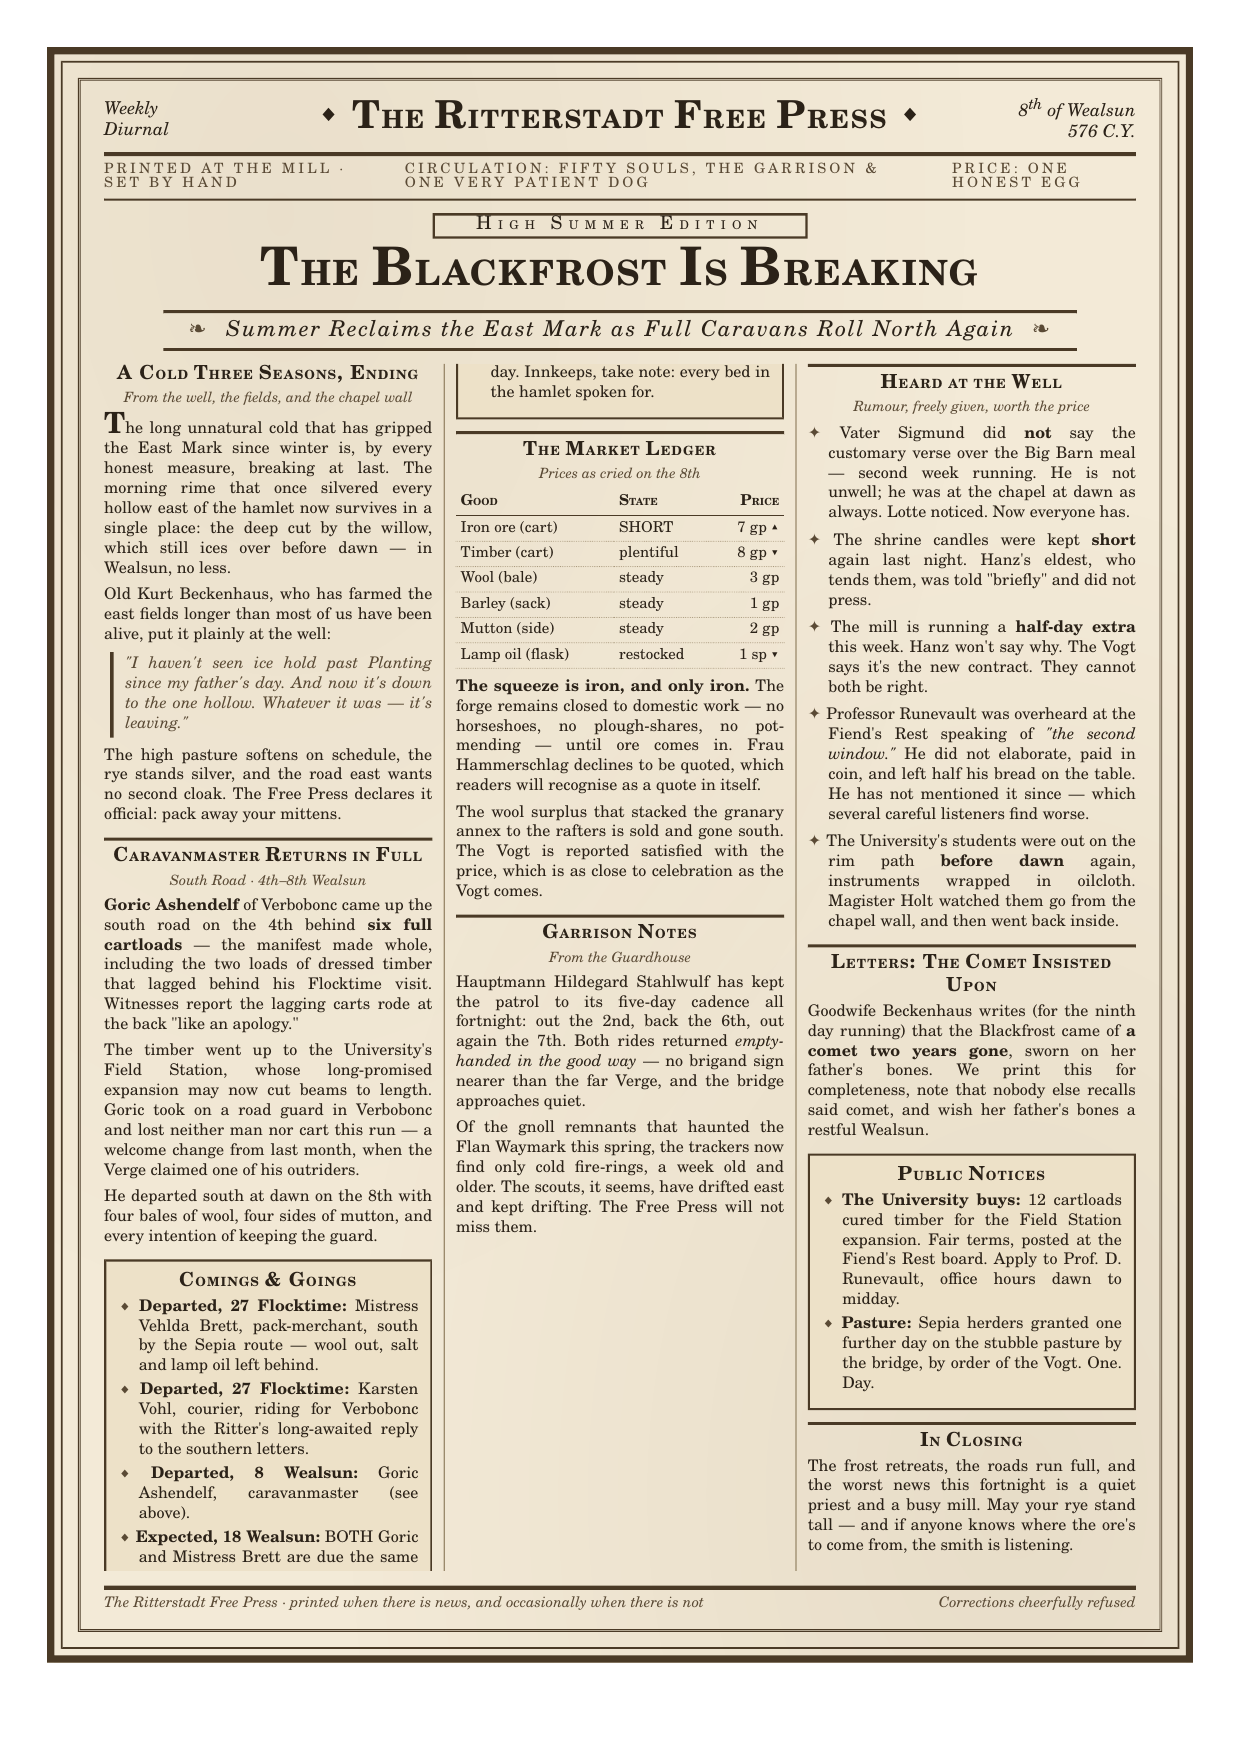 Weekly
Diurnal
◆ The Ritterstadt Free Press ◆
8th of Wealsun
576 C.Y.
PRINTED AT THE MILL ·
SET BY HAND
CIRCULATION: FIFTY SOULS, THE GARRISON &
ONE VERY PATIENT DOG
PRICE: ONE
HONEST EGG
High Summer Edition
The Blackfrost Is Breaking
❧ Summer Reclaims the East Mark as Full Caravans Roll North Again ❧
A Cold Three Seasons, Ending
From the well, the fields, and the chapel wall
The long unnatural cold that has gripped
the East Mark since winter is, by every
honest measure, breaking at last. The
morning rime that once silvered every
hollow east of the hamlet now survives in a
single place: the deep cut by the willow,
which still ices over before dawn — in
Wealsun, no less.
Old Kurt Beckenhaus, who has farmed the
east fields longer than most of us have been
alive, put it plainly at the well:
"I haven't seen ice hold past Planting
since my father's day. And now it's down
to the one hollow. Whatever it was — it's
leaving."
The high pasture softens on schedule, the
rye stands silver, and the road east wants
no second cloak. The Free Press declares it
official: pack away your mittens.
Caravanmaster Returns in Full
South Road · 4th–8th Wealsun
Goric Ashendelf of Verbobonc came up the
south road on the 4th behind six full
cartloads — the manifest made whole,
including the two loads of dressed timber
that lagged behind his Flocktime visit.
Witnesses report the lagging carts rode at
the back "like an apology."
The timber went up to the University's
Field Station, whose long-promised
expansion may now cut beams to length.
Goric took on a road guard in Verbobonc
and lost neither man nor cart this run — a
welcome change from last month, when the
Verge claimed one of his outriders.
He departed south at dawn on the 8th with
four bales of wool, four sides of mutton, and
every intention of keeping the guard.
Comings & Goings
◆ Departed, 27 Flocktime: Mistress
Vehlda Brett, pack-merchant, south
by the Sepia route — wool out, salt
and lamp oil left behind.
◆ Departed, 27 Flocktime: Karsten
Vohl, courier, riding for Verbobonc
with the Ritter's long-awaited reply
to the southern letters.
◆ Departed, 8 Wealsun: Goric
Ashendelf, caravanmaster (see
above).
◆ Expected, 18 Wealsun: BOTH Goric
and Mistress Brett are due the same
day. Innkeeps, take note: every bed in
the hamlet spoken for.
The Market Ledger
Prices as cried on the 8th
Good State Price
Iron ore (cart) SHORT 7 gp ▲
Timber (cart) plentiful 8 gp ▼
Wool (bale) steady 3 gp
Barley (sack) steady 1 gp
Mutton (side) steady 2 gp
Lamp oil (flask) restocked 1 sp ▼
The squeeze is iron, and only iron. The
forge remains closed to domestic work — no
horseshoes, no plough-shares, no pot-
mending — until ore comes in. Frau
Hammerschlag declines to be quoted, which
readers will recognise as a quote in itself.
The wool surplus that stacked the granary
annex to the rafters is sold and gone south.
The Vogt is reported satisfied with the
price, which is as close to celebration as the
Vogt comes.
Garrison Notes
From the Guardhouse
Hauptmann Hildegard Stahlwulf has kept
the patrol to its five-day cadence all
fortnight: out the 2nd, back the 6th, out
again the 7th. Both rides returned empty-
handed in the good way — no brigand sign
nearer than the far Verge, and the bridge
approaches quiet.
Of the gnoll remnants that haunted the
Flan Waymark this spring, the trackers now
find only cold fire-rings, a week old and
older. The scouts, it seems, have drifted east
and kept drifting. The Free Press will not
miss them.
Heard at the Well
Rumour, freely given, worth the price
✦ Vater Sigmund did not say the
customary verse over the Big Barn meal
— second week running. He is not
unwell; he was at the chapel at dawn as
always. Lotte noticed. Now everyone has.
✦ The shrine candles were kept short
again last night. Hanz's eldest, who
tends them, was told "briefly" and did not
press.
✦ The mill is running a half-day extra
this week. Hanz won't say why. The Vogt
says it's the new contract. They cannot
both be right.
✦ Professor Runevault was overheard at the
Fiend's Rest speaking of "the second
window." He did not elaborate, paid in
coin, and left half his bread on the table.
He has not mentioned it since — which
several careful listeners find worse.
✦ The University's students were out on the
rim path before dawn again,
instruments wrapped in oilcloth.
Magister Holt watched them go from the
chapel wall, and then went back inside.
Letters: The Comet Insisted
Upon
Goodwife Beckenhaus writes (for the ninth
day running) that the Blackfrost came of a
comet two years gone, sworn on her
father's bones. We print this for
completeness, note that nobody else recalls
said comet, and wish her father's bones a
restful Wealsun.
Public Notices
◆ The University buys: 12 cartloads
cured timber for the Field Station
expansion. Fair terms, posted at the
Fiend's Rest board. Apply to Prof. D.
Runevault, office hours dawn to
midday.
◆ Pasture: Sepia herders granted one
further day on the stubble pasture by
the bridge, by order of the Vogt. One.
Day.
In Closing
The frost retreats, the roads run full, and
the worst news this fortnight is a quiet
priest and a busy mill. May your rye stand
tall — and if anyone knows where the ore's
to come from, the smith is listening.
The Ritterstadt Free Press · printed when there is news, and occasionally when there is not
Corrections cheerfully refused